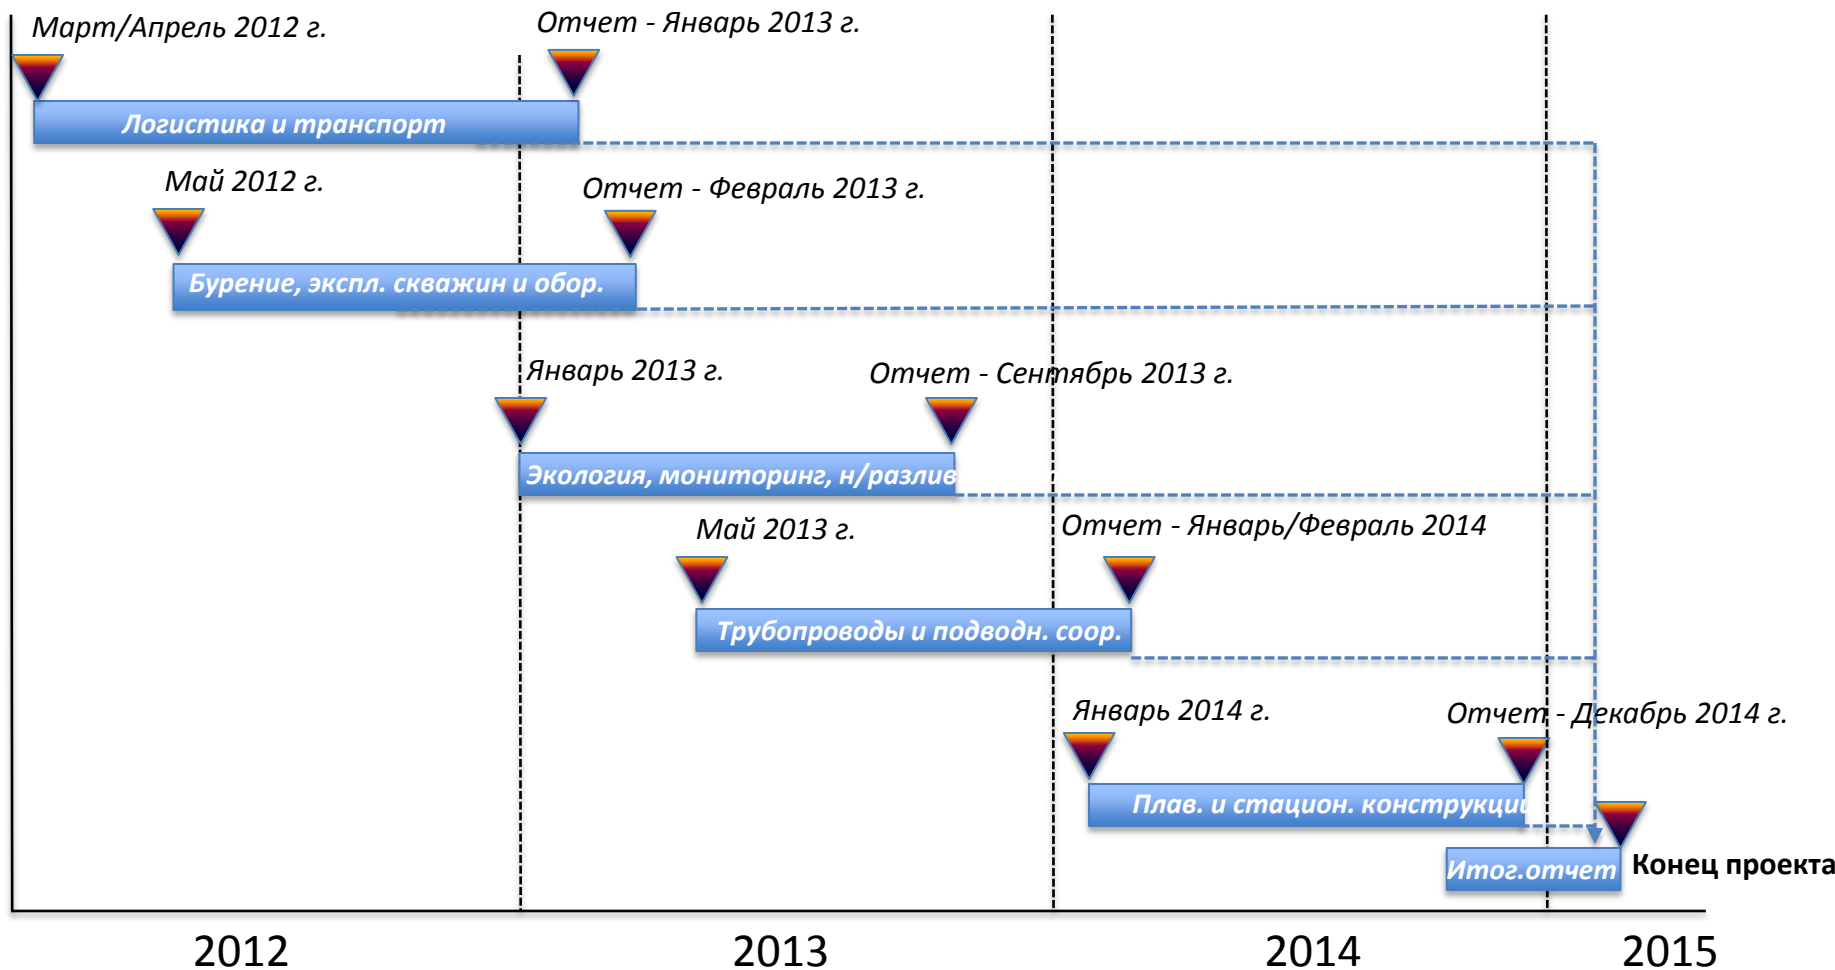 Март/Апрель 2012 г.
Отчет - Январь 2013 г.
Логистика и транспорт
Май 2012 г.
Отчет - Февраль 2013 г.
Бурение, экспл. скважин и обор.
Январь 2013 г.
Отчет - Сентябрь 2013 г.
Экология, мониторинг, н/разлив
Май 2013 г.
Отчет - Январь/Февраль 2014
Трубопроводы и подводн. соор.
Январь 2014 г.
Отчет - Декабрь 2014 г.
Плав. и стацион. конструкции
Итог.отчет
Конец проекта
2012
2013
2014
2015